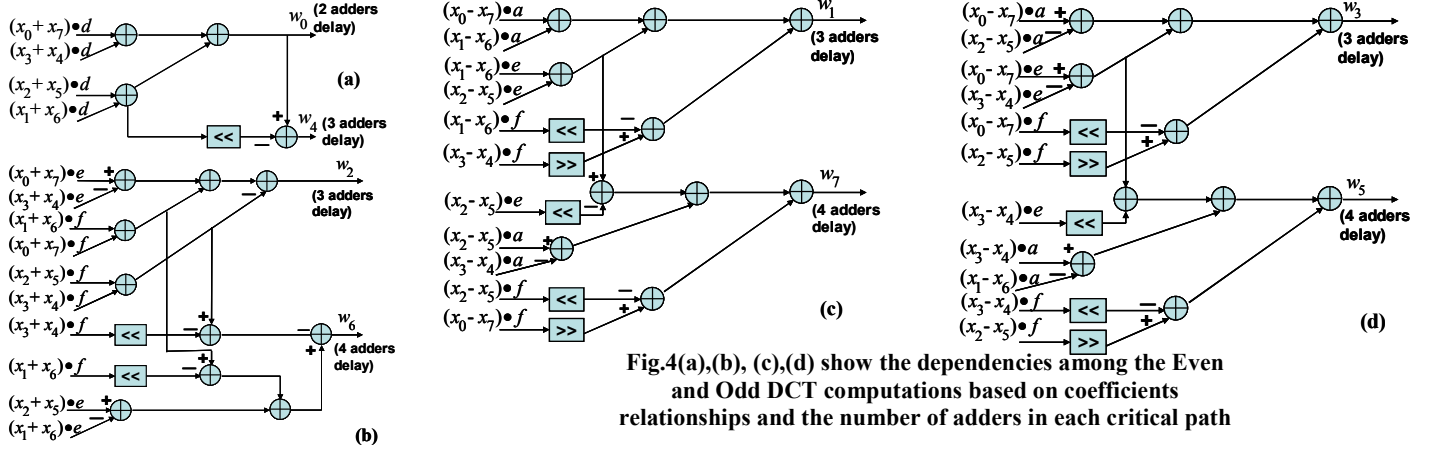 w0 (2 adders delay)
(x0 + x7)•d
(x3 + x4)•d
(x2 + x5)•d
(x1 + x6)•d
(a)
<<
+
−
w4 (3 adders delay)
(x0 + x7)•e
(x3 + x4)•e
+
−
−
w2
(3 adders delay)
(x1 + x6)•f
(x0 + x7)•f
(x2 + x5)•f
(x3 + x4)•f
(x3 + x4)•f
<<
−
+
−
+
w6
(4 adders delay)
(x1 + x6)•f
<<
−
+
(x2 + x5)•e
(x1 + x6)•e
+
−
(b)
(x0 - x7)•a
(x1 - x6)•a
w1
(3 adders delay)
(x1 - x6)•e
(x2 - x5)•e
(x1 - x6)•f
<<
−
+
(x3 - x4)•f
>>
+
−
(x2 - x5)•e
<<
w7
(4 adders delay)
(x2 - x5)•a
(x3 - x4)•a
+
−
(x2 - x5)•f
<<
−
+
(x0 - x7)•f
>>
(c)
(x0 - x7)•a
(x2 - x5)•a
+
−
w3
(3 adders delay)
(x0 - x7)•e
(x3 - x4)•e
+
−
(x0 - x7)•f
<<
−
+
(x2 - x5)•f
>>
(x3 - x4)•e
<<
w5
(4 adders delay)
(x3 - x4)•a
(x1 - x6)•a
+
−
(x3 - x4)•f
<<
−
+
(x2 - x5)•f
>>
(d)
Fig.4(a),(b), (c),(d) show the dependencies among the Even
and Odd DCT computations based on coefficients
relationships and the number of adders in each critical path